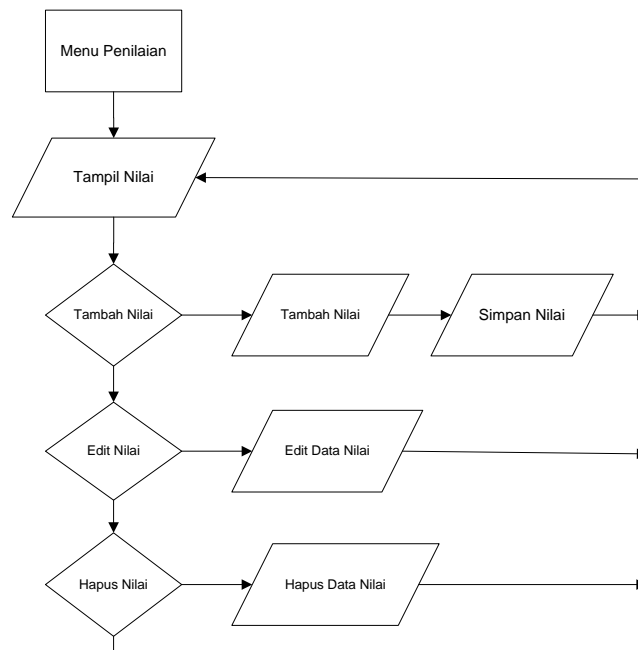 Menu Penilaian
Tampil Nilai
Tambah Nilai
Tambah Nilai
Simpan Nilai
Edit Nilai
Edit Data Nilai
Hapus Nilai
Hapus Data Nilai